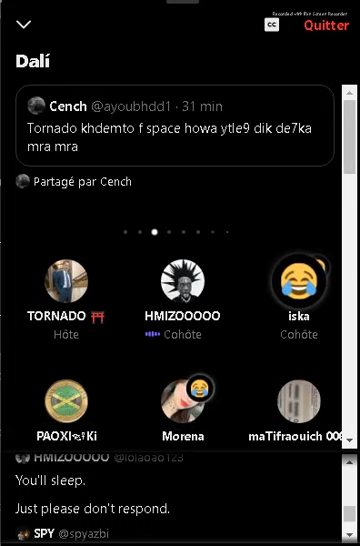 Recorded with iTop Screen Recorder
CC
Quitter
Dalí
Cench @ayoubhdd1 · 31 min
Tornado khdemto f space howa ytle9 dik de7ka
mra mra
Partagé par Cench
TORNADO ⛩️ HMIZOOOOO iska
Hôte Cohôte Cohôte
PAOXI Ki Morena maTifraouich 00
HMIZOOOOO @lolaoao123
You'll sleep.
Just please don't respond.
SPY @spyazbi